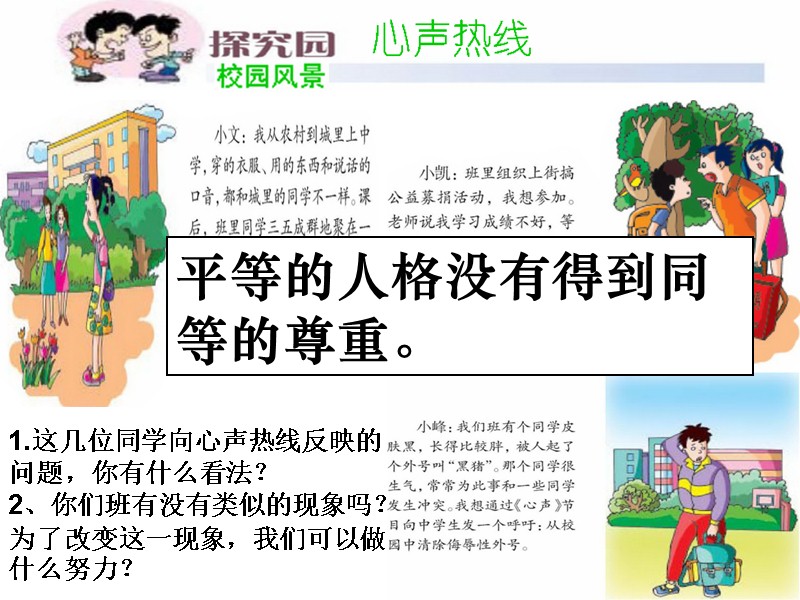 探究园
心声热线
校园风景
小文：我从农村到城里上中
学，穿的衣服、用的东西和说话的
口音，都和城里的同学不一样。课
后，班里同学三五成群地聚在一
小凯：班里组织上街搞
公益募捐活动，我想参加。
老师说我学习成绩不好，等
平等的人格没有得到同
等的尊重。
1.这几位同学向心声热线反映的
问题，你有什么看法？
2、你们班有没有类似的现象吗？
为了改变这一现象，我们可以做
什么努力？
小峰：我们班有个同学皮
肤黑，长得比较胖，被人起了
个外号叫“黑猪”。那个同学很
生气，常常为此事和一些同学
发生冲突。我想通过《心声》节
目向中学生发一个呼吁：从校
园中清除侮辱性外号。